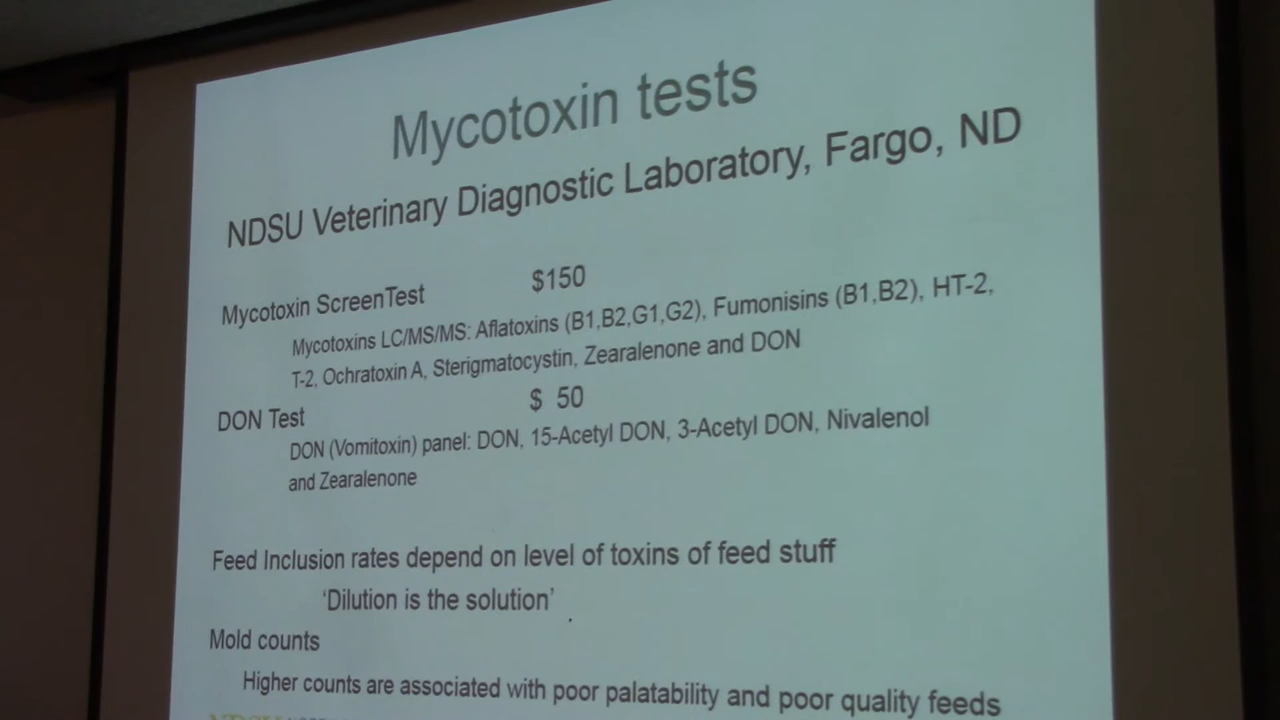 Mycotoxin tests
NDSU Veterinary Diagnostic Laboratory, Fargo, ND
Mycotoxin ScreenTest $150
Mycotoxins LC/MS/MS: Aflatoxins (B1,B2,G1,G2), Fumonisins (B1,B2), HT-2,
T-2, Ochratoxin A, Sterigmatocystin, Zearalenone and DON
DON Test $ 50
DON (Vomitoxin) panel: DON, 15-Acetyl DON, 3-Acetyl DON, Nivalenol
and Zearalenone
Feed Inclusion rates depend on level of toxins of feed stuff
‘Dilution is the solution’
Mold counts
Higher counts are associated with poor palatability and poor quality feeds